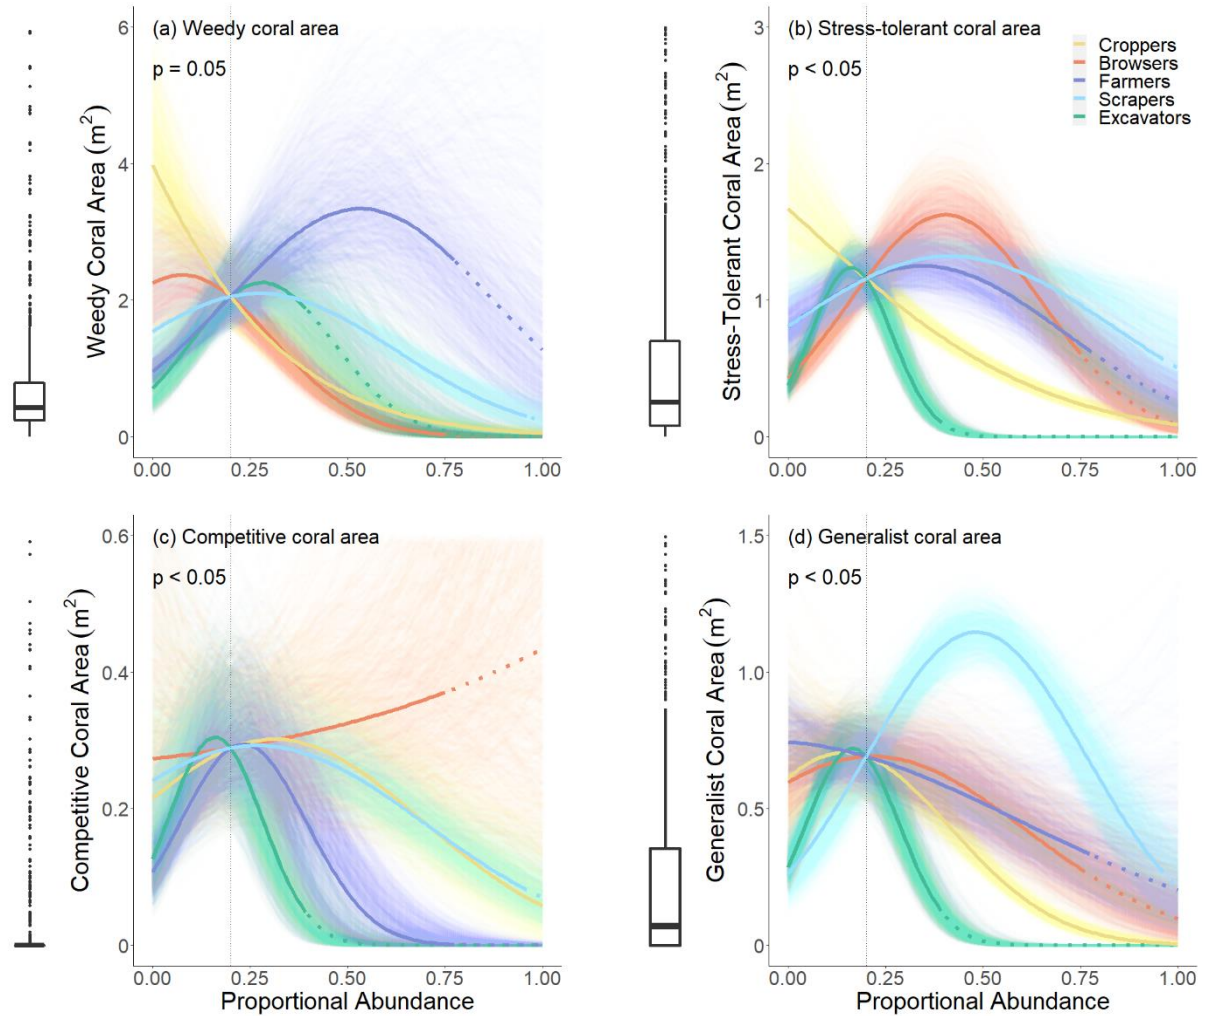 (a) Weedy coral area
p = 0.05
Weedy Coral Area (m²)
6
4
2
0
0.00 0.25 0.50 0.75 1.00
(b) Stress-tolerant coral area
p < 0.05
Croppers
Browsers
Farmers
Scrapers
Excavators
Stress-Tolerant Coral Area (m²)
3
2
1
0
0.00 0.25 0.50 0.75 1.00
(c) Competitive coral area
p < 0.05
Competitive Coral Area (m²)
0.6
0.4
0.2
0
0.00 0.25 0.50 0.75 1.00
Proportional Abundance
(d) Generalist coral area
p < 0.05
Generalist Coral Area (m²)
1.5
1.0
0.5
0
0.00 0.25 0.50 0.75 1.00
Proportional Abundance